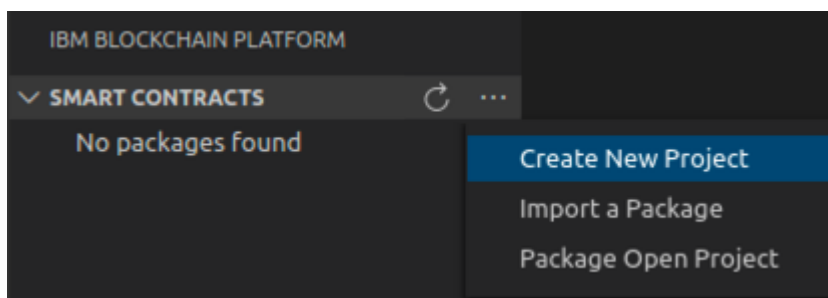 IBM BLOCKCHAIN PLATFORM
SMART CONTRACTS
No packages found
Create New Project
Import a Package
Package Open Project